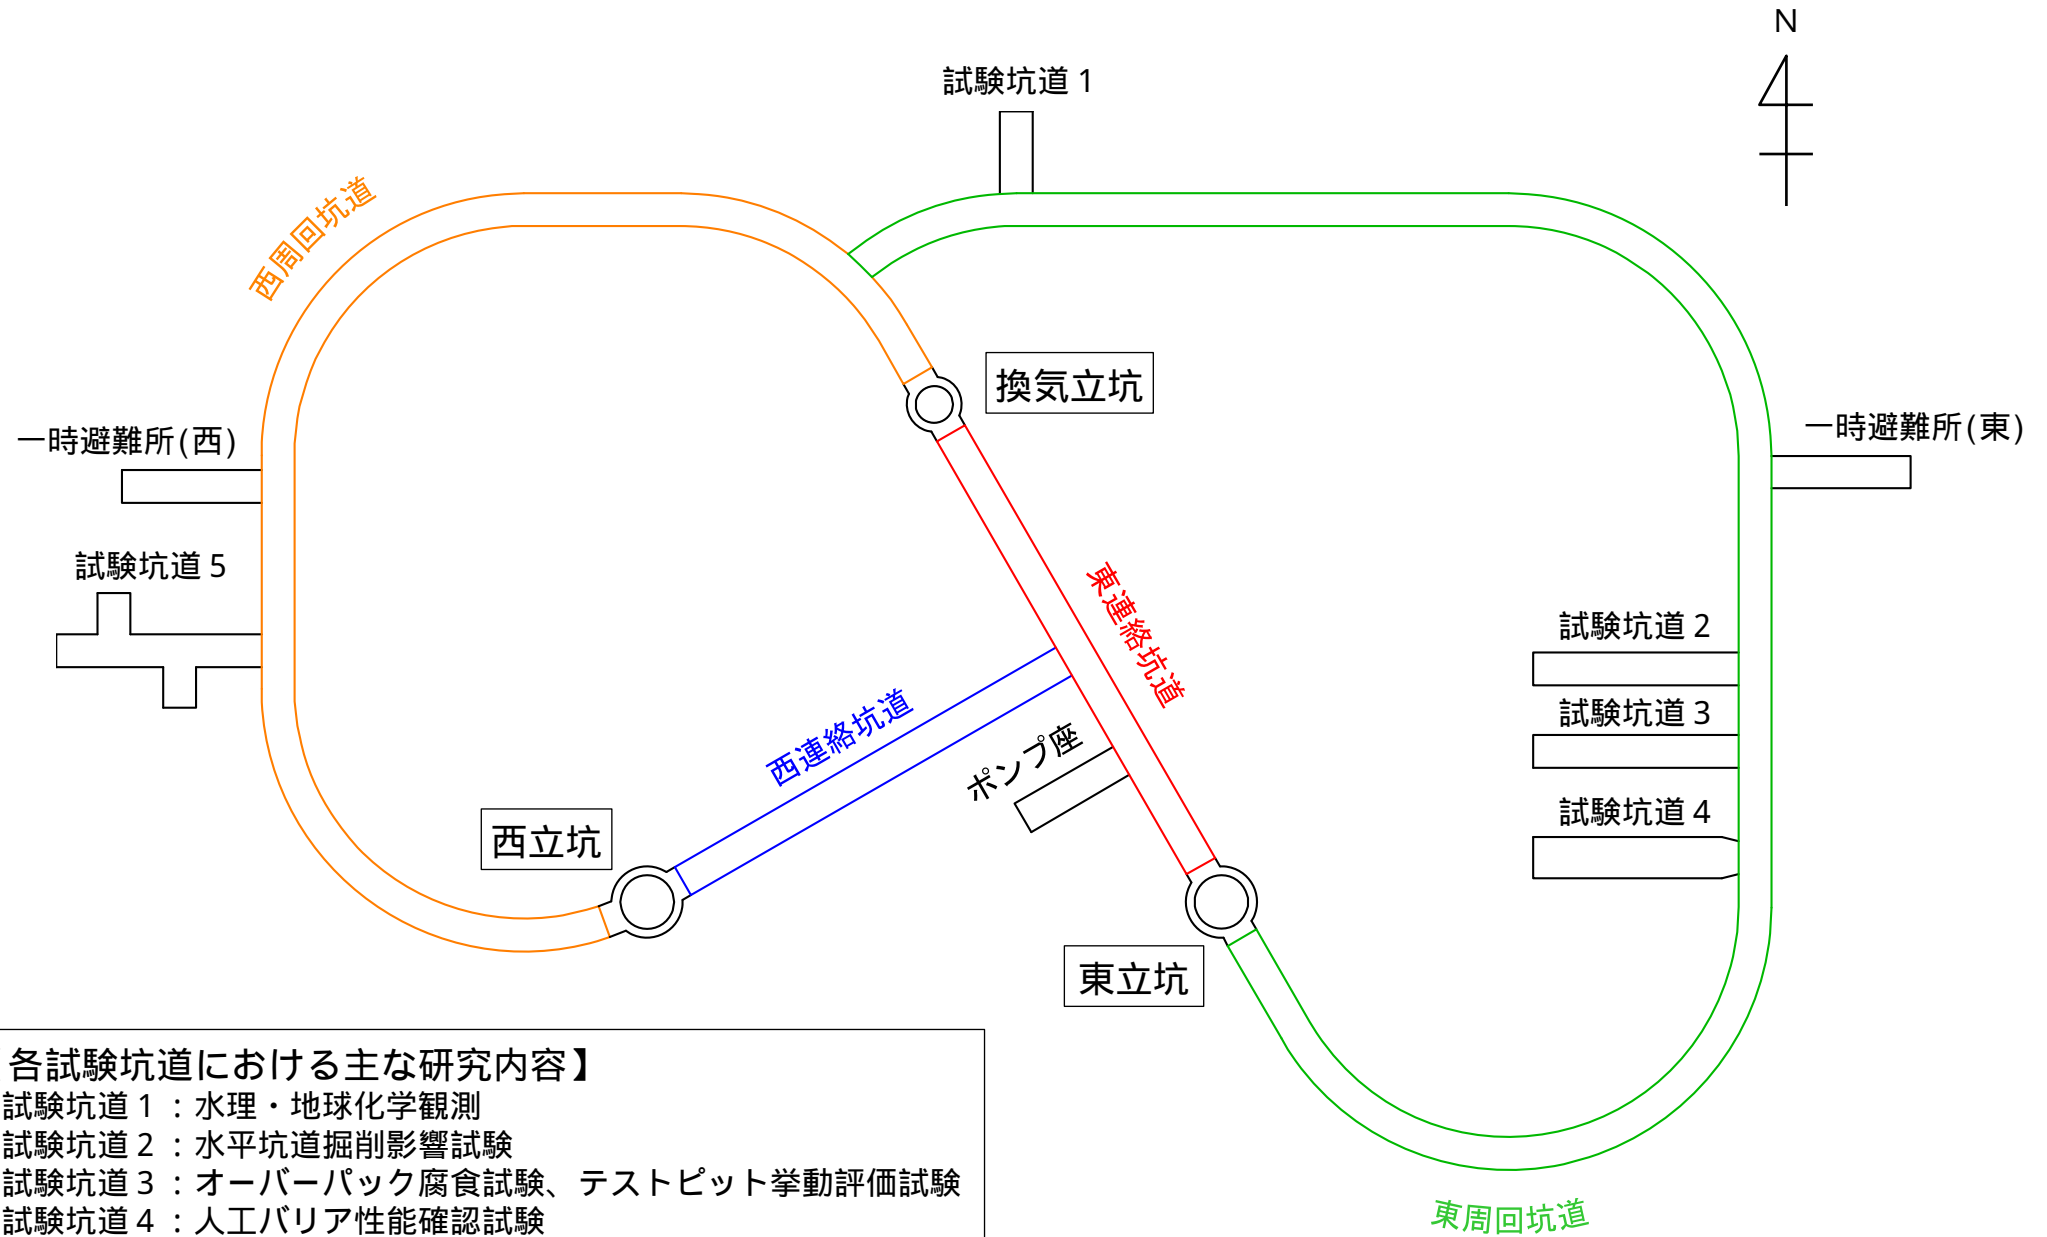 N
試験坑道1
西周回坑道
換気立坑
一時避難所(西)
一時避難所(東)
試験坑道5
東連絡坑道
試験坑道2
西連絡坑道
試験坑道3
ポンプ座
試験坑道4
西立坑
東立坑
各試験坑道における主な研究内容】
試験坑道1:水理・地球化学観測
試験坑道2:水平坑道掘削影響試験
試験坑道3:オーバーパック腐食試験、テストピット挙動評価試験
試験坑道4:人工バリア性能確認試験
東周回坑道